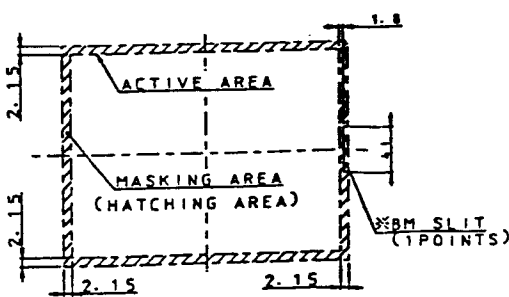 1.8
2.15
ACTIVE AREA
MASKING AREA
(HATCHING AREA)
※BM SLIT
(1POINTS)
2.15
2.15
2.15